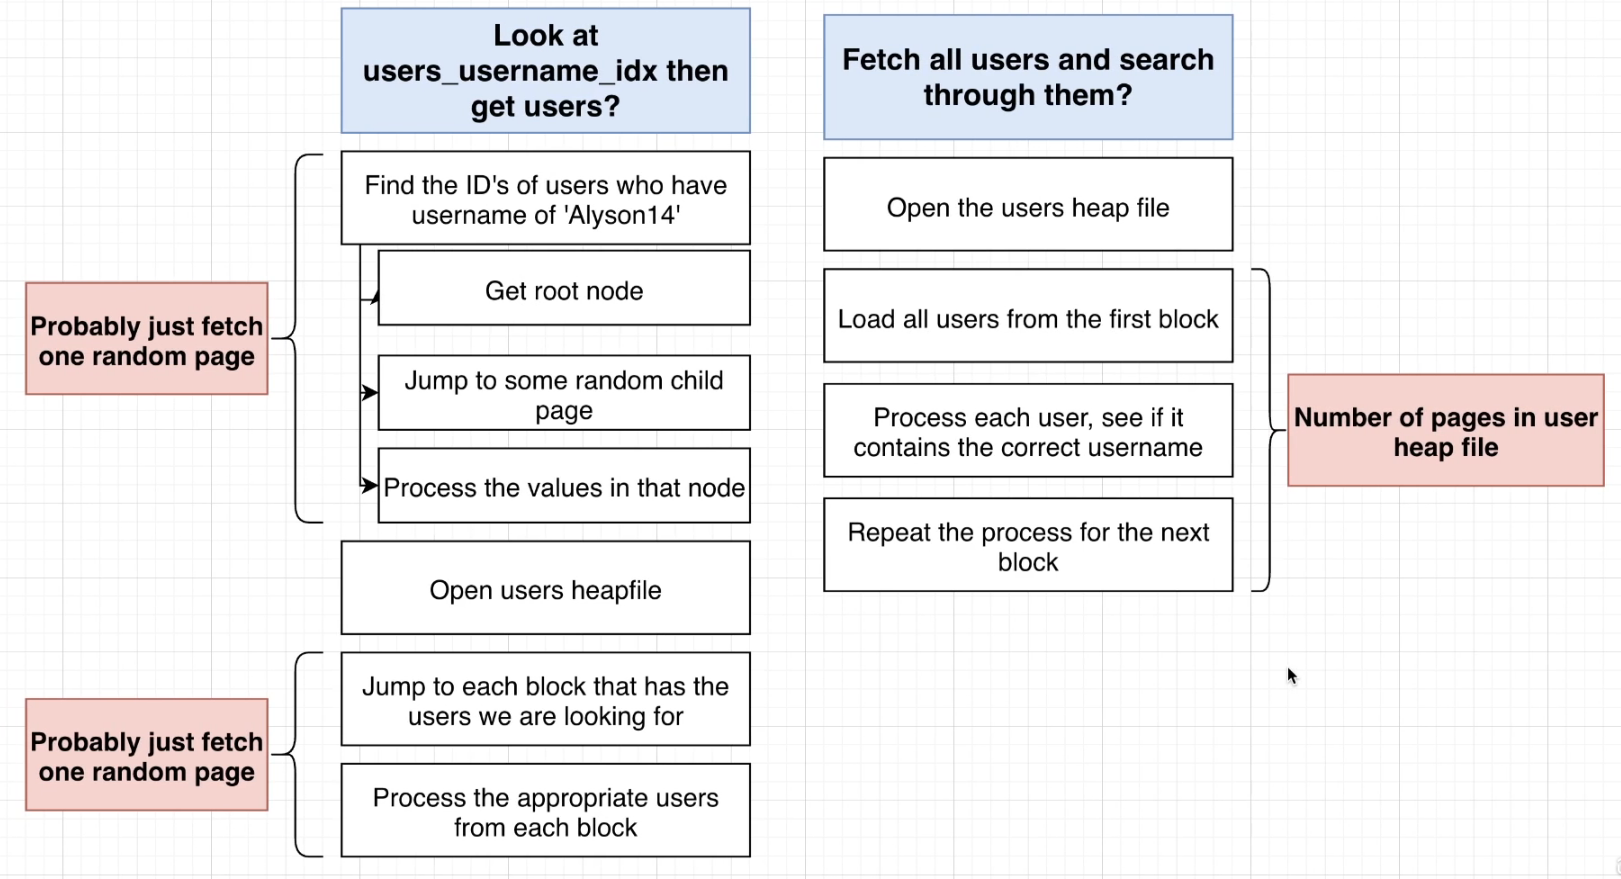 Look at
users_username_idx then
get users?
Find the ID's of users who have
username of 'Alyson14'
Get root node
Jump to some random child
page
Process the values in that node
Probably just fetch
one random page
Open users heapfile
Jump to each block that has the
users we are looking for
Process the appropriate users
from each block
Probably just fetch
one random page
Fetch all users and search
through them?
Open the users heap file
Load all users from the first block
Process each user, see if it
contains the correct username
Repeat the process for the next
block
Number of pages in user
heap file